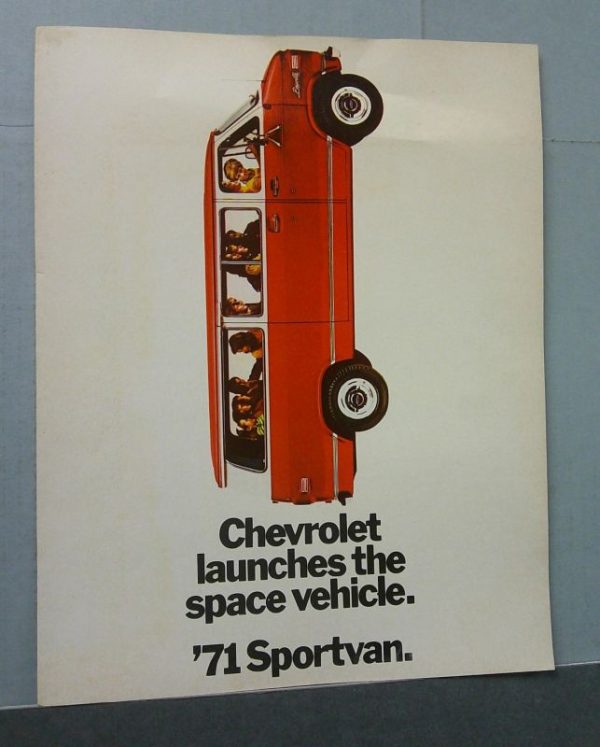 Chevrolet
launches the
space vehicle.
'71 Sportvan.